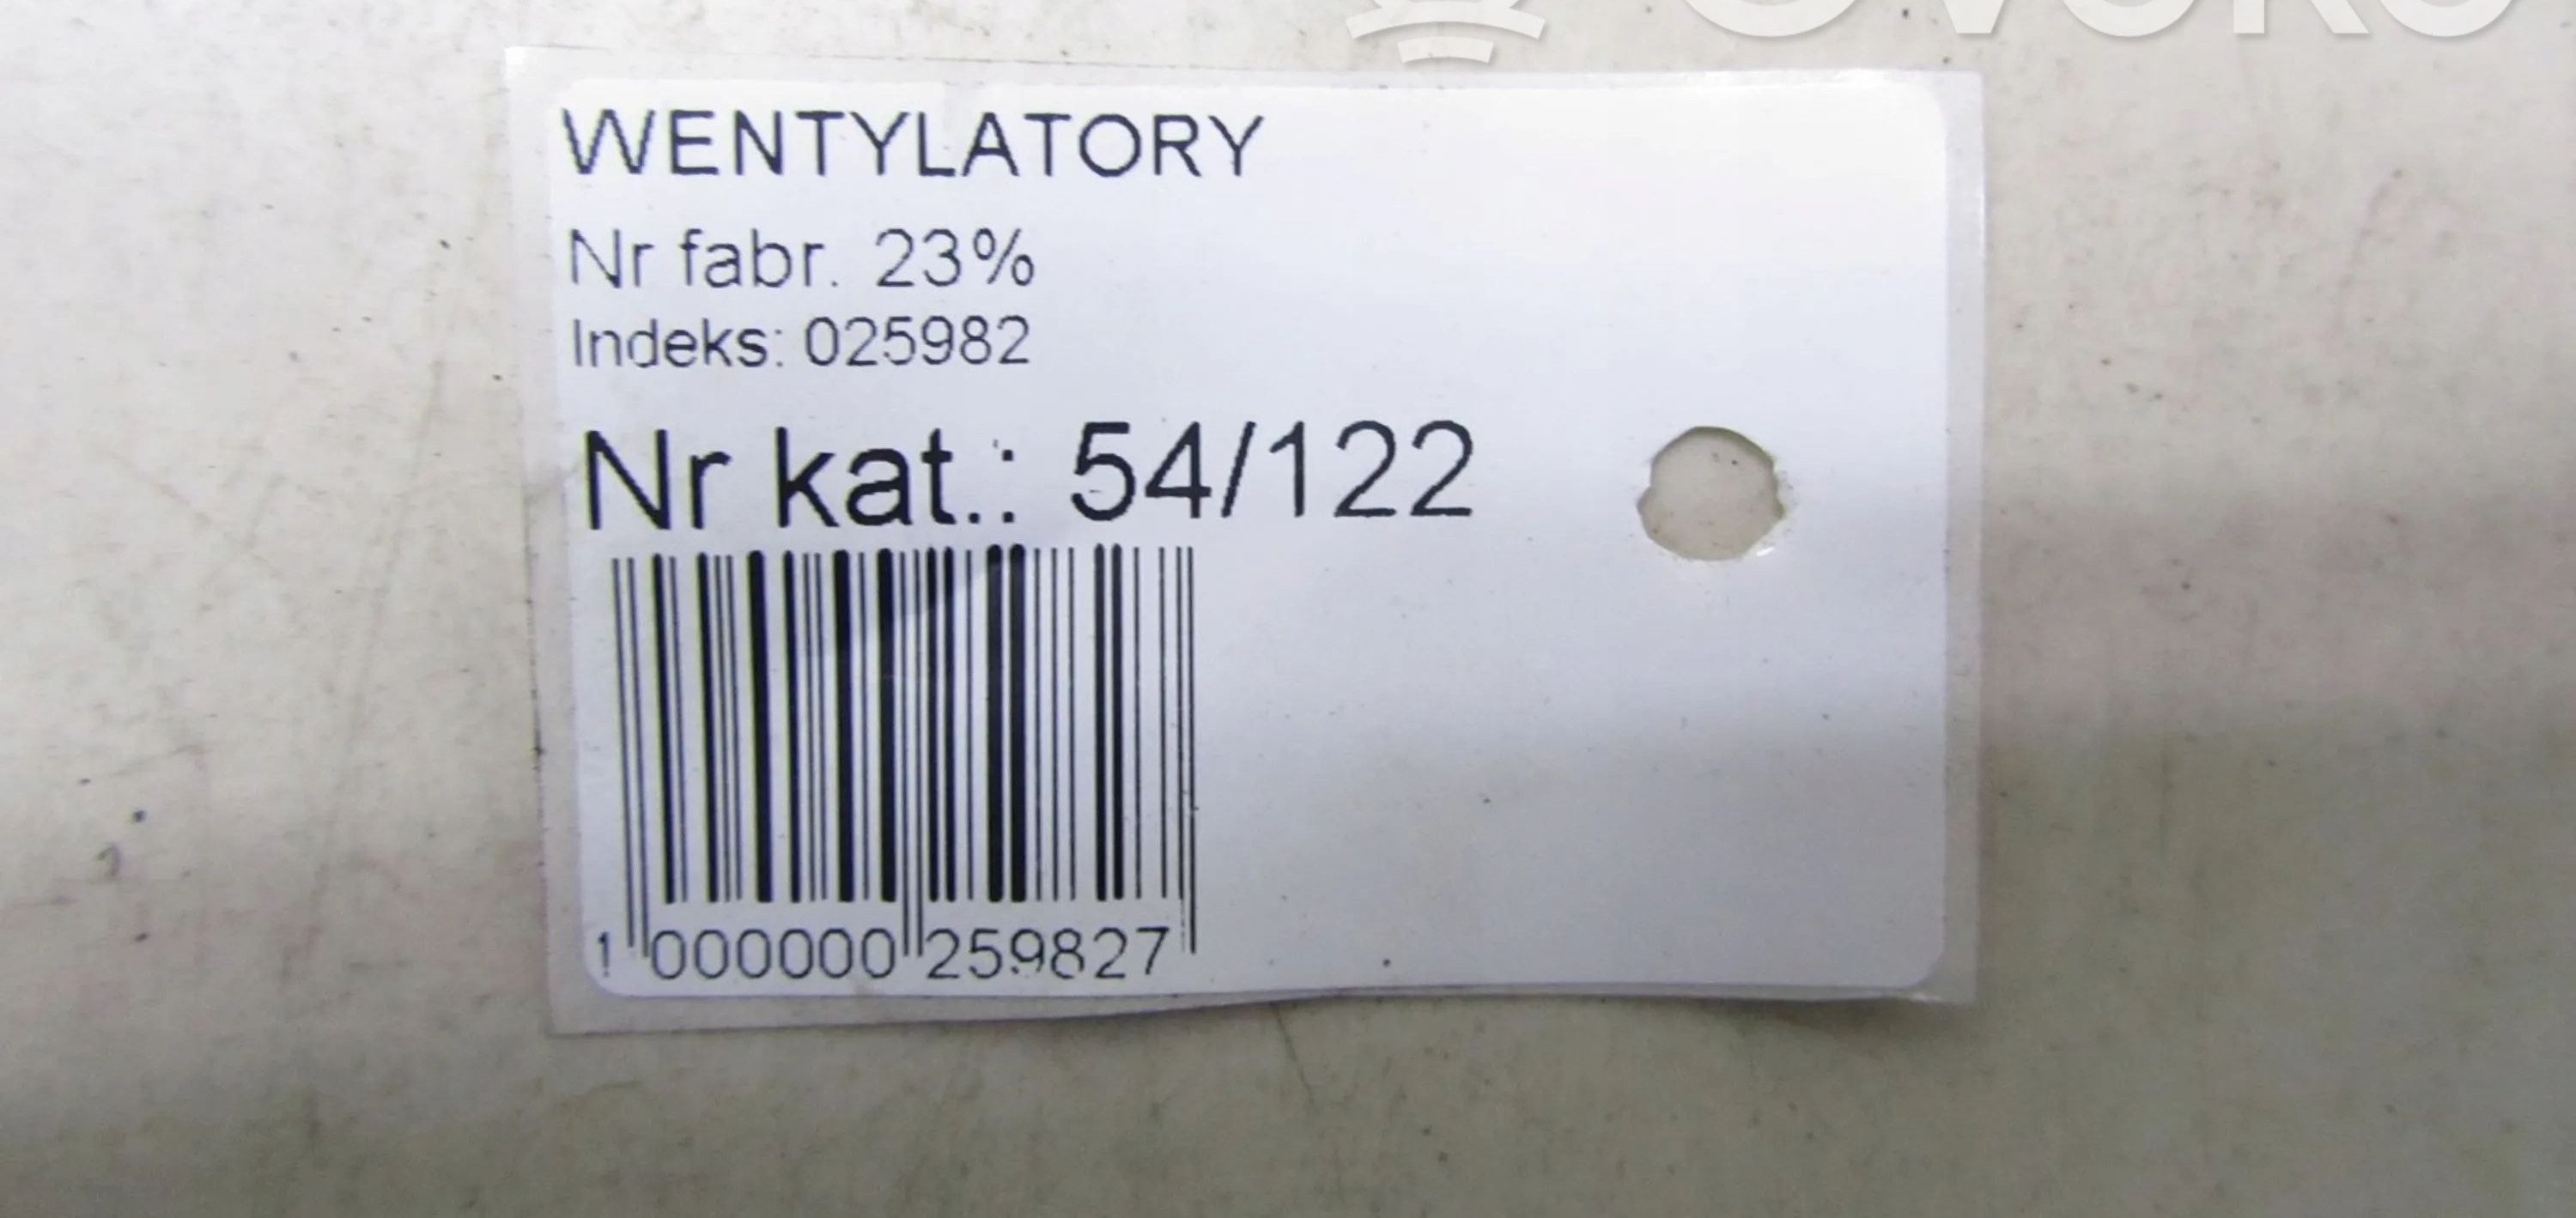 WENTYLATORY
Nr fabr. 23%
Indeks: 025982
Nr kat.: 54/122
1 000000 259827